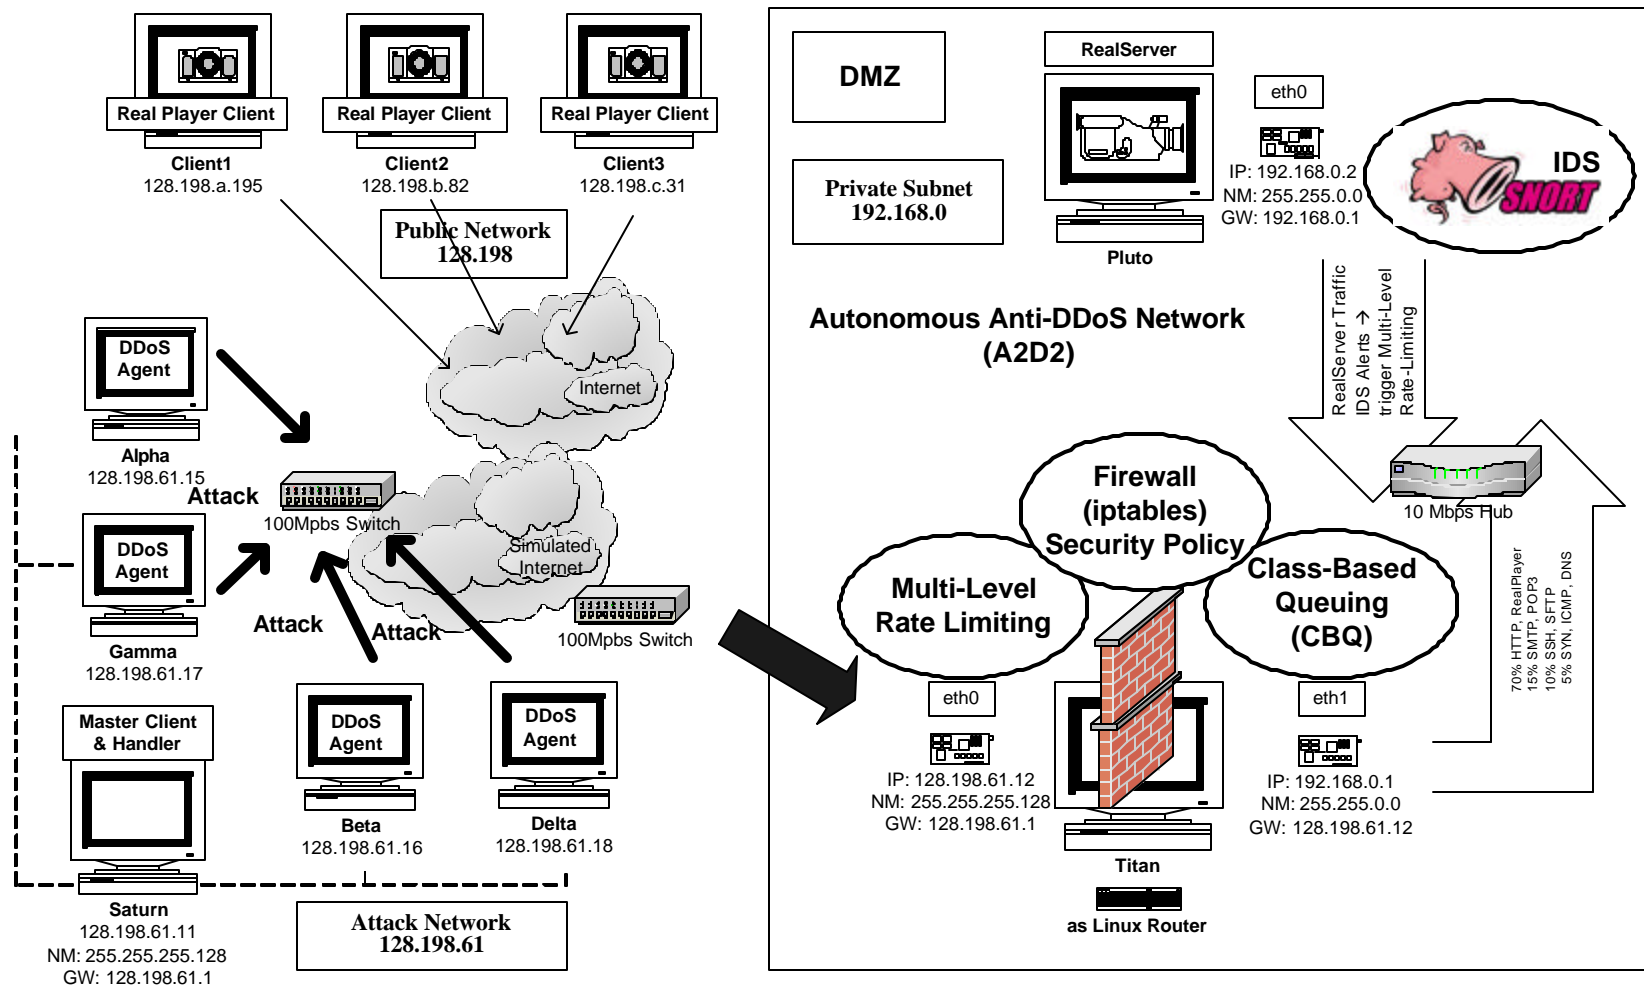 Real Player Client
Client1
128.198.a.195
Real Player Client
Client2
128.198.b.82
Real Player Client
Client3
128.198.c.31
Public Network
128.198
Internet
DDoS
Agent
Alpha
128.198.61.15
Attack
100Mpbs Switch
Simulated
Internet
100Mpbs Switch
DDoS
Agent
Gamma
128.198.61.17
Attack
Attack
Master Client
& Handler
Saturn
128.198.61.11
NM: 255.255.255.128
GW: 128.198.61.1
DDoS
Agent
Beta
128.198.61.16
DDoS
Agent
Delta
128.198.61.18
Attack Network
128.198.61
DMZ
Private Subnet
192.168.0
RealServer
Pluto
eth0
IP: 192.168.0.2
NM: 255.255.0.0
GW: 192.168.0.1
IDS
SNORT
Autonomous Anti-DDoS Network
(A2D2)
RealServer Traffic
IDS Alerts →
trigger Multi-Level
Rate-Limiting
10 Mbps Hub
70% HTTP, RealPlayer
15% SMTP, POP3
10% SSH, SFTP
5% SYN, ICMP, DNS
Firewall
(iptables)
Security Policy
Multi-Level
Rate Limiting
Class-Based
Queuing
(CBQ)
eth0
IP: 128.198.61.12
NM: 255.255.255.128
GW: 128.198.61.1
eth1
IP: 192.168.0.1
NM: 255.255.0.0
GW: 128.198.61.12
Titan
as Linux Router